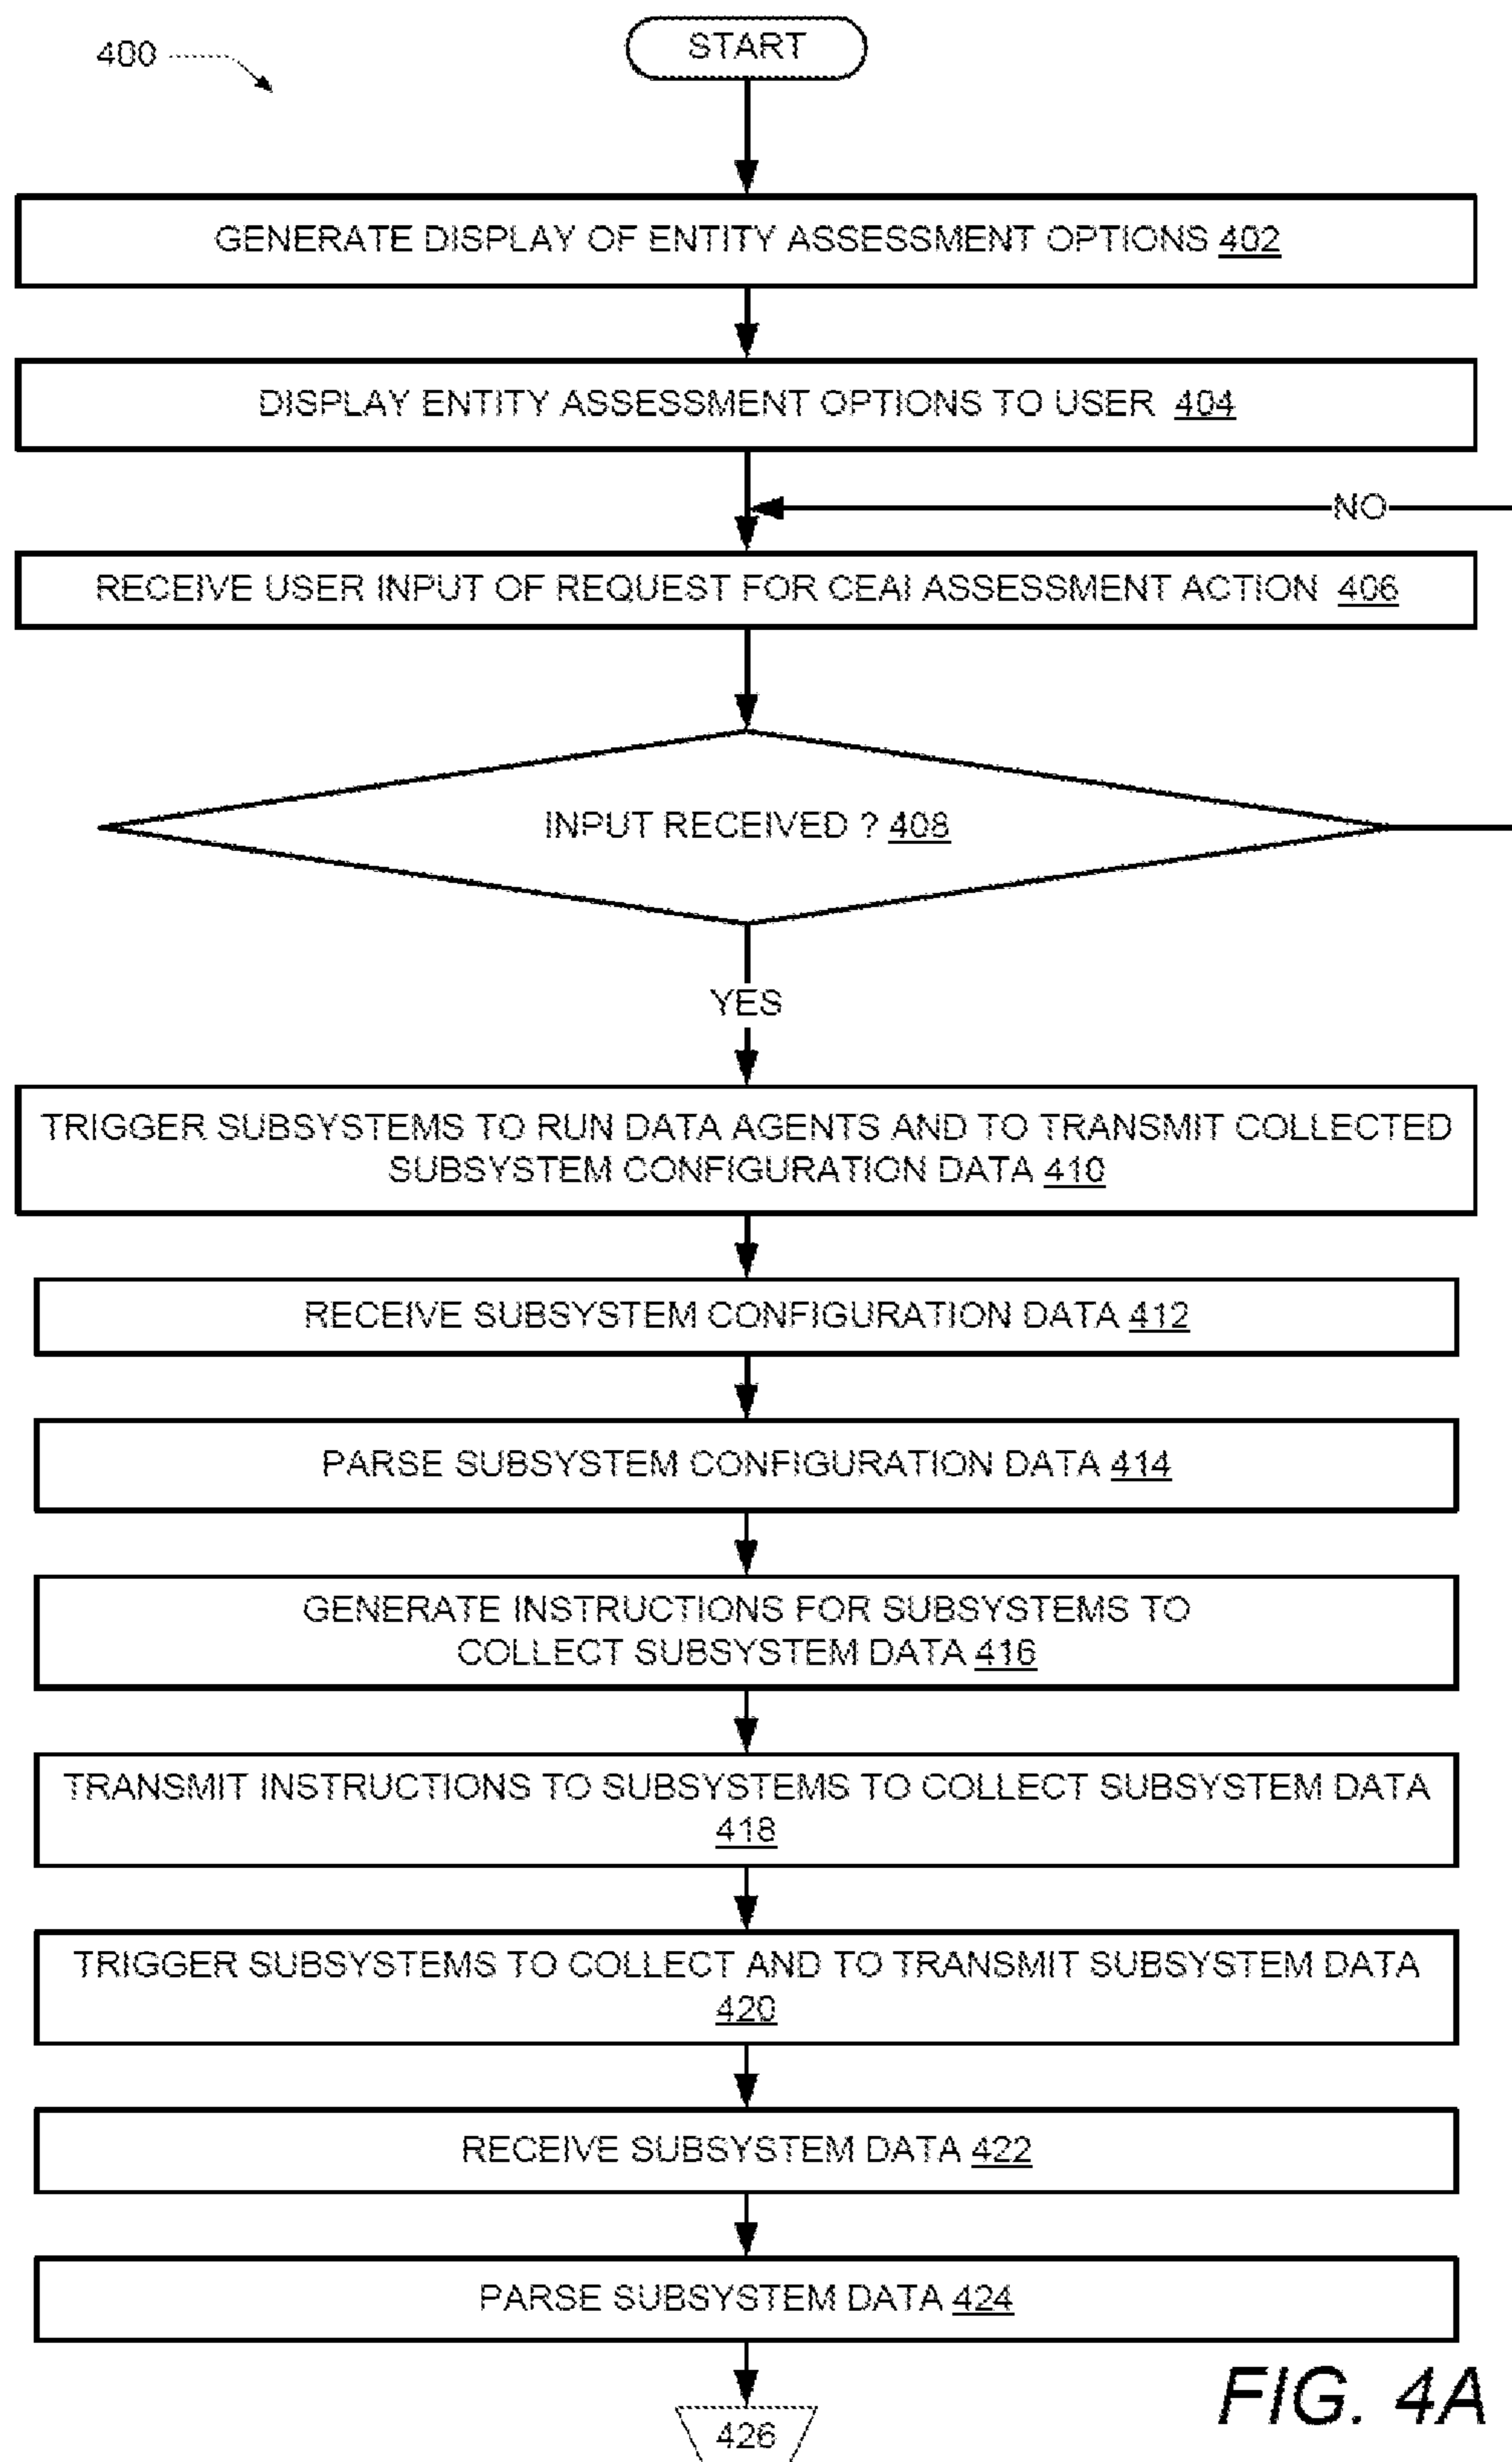 400
START
GENERATE DISPLAY OF ENTITY ASSESSMENT OPTIONS 402
DISPLAY ENTITY ASSESSMENT OPTIONS TO USER 404
NO
RECEIVE USER INPUT OF REQUEST FOR CEAI ASSESSMENT ACTION 406
INPUT RECEIVED ? 408
YES
TRIGGER SUBSYSTEMS TO RUN DATA AGENTS AND TO TRANSMIT COLLECTED
SUBSYSTEM CONFIGURATION DATA 410
RECEIVE SUBSYSTEM CONFIGURATION DATA 412
PARSE SUBSYSTEM CONFIGURATION DATA 414
GENERATE INSTRUCTIONS FOR SUBSYSTEMS TO
COLLECT SUBSYSTEM DATA 416
TRANSMIT INSTRUCTIONS TO SUBSYSTEMS TO COLLECT SUBSYSTEM DATA
418
TRIGGER SUBSYSTEMS TO COLLECT AND TO TRANSMIT SUBSYSTEM DATA
420
RECEIVE SUBSYSTEM DATA 422
PARSE SUBSYSTEM DATA 424
426
FIG. 4A